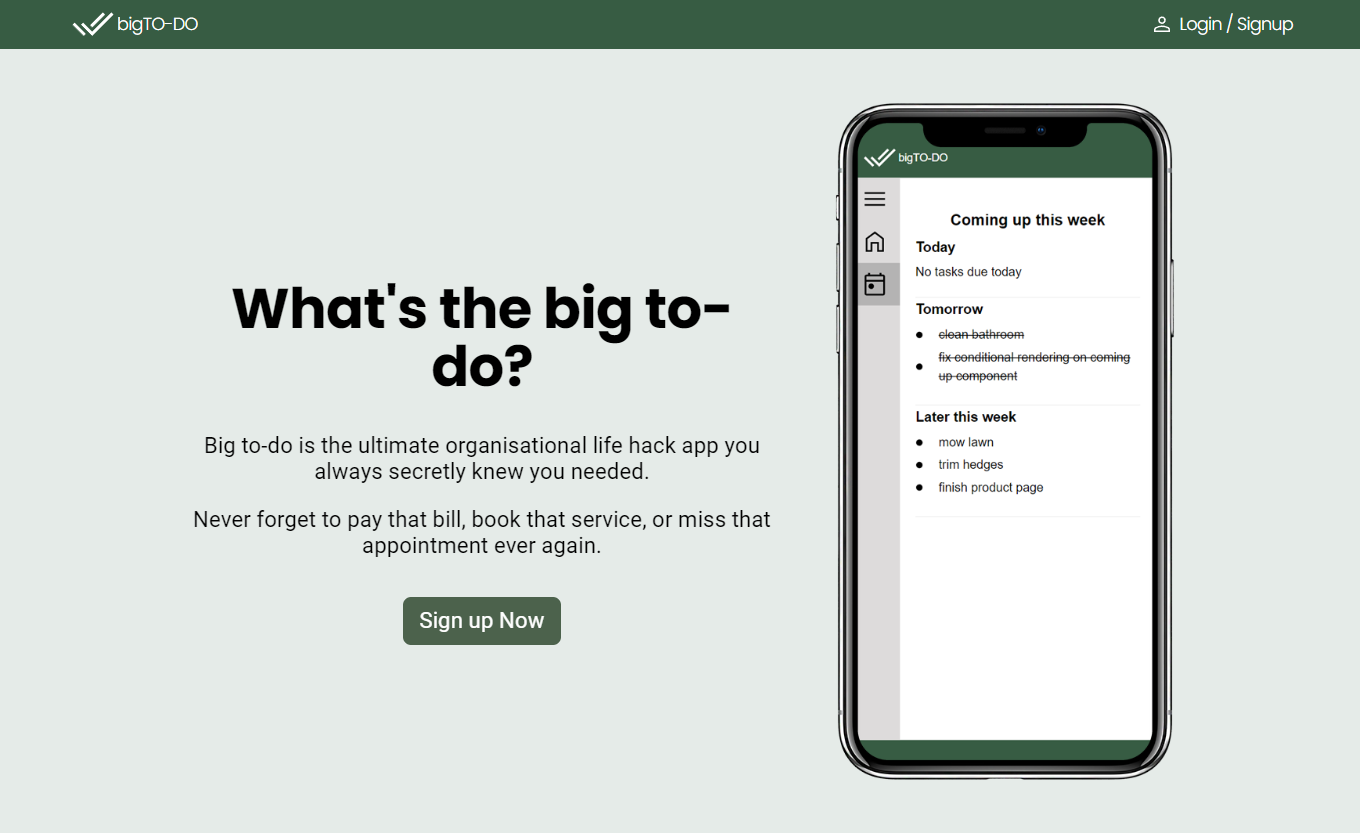 bigTO-DO
Login / Signup
What's the big to-
do?
Big to-do is the ultimate organisational life hack app you
always secretly knew you needed.
Never forget to pay that bill, book that service, or miss that
appointment ever again.
Sign up Now
bigTO-DO
Coming up this week
Today
No tasks due today
Tomorrow
clean bathroom
fix conditional rendering on coming
up component
Later this week
mow lawn
trim hedges
finish product page